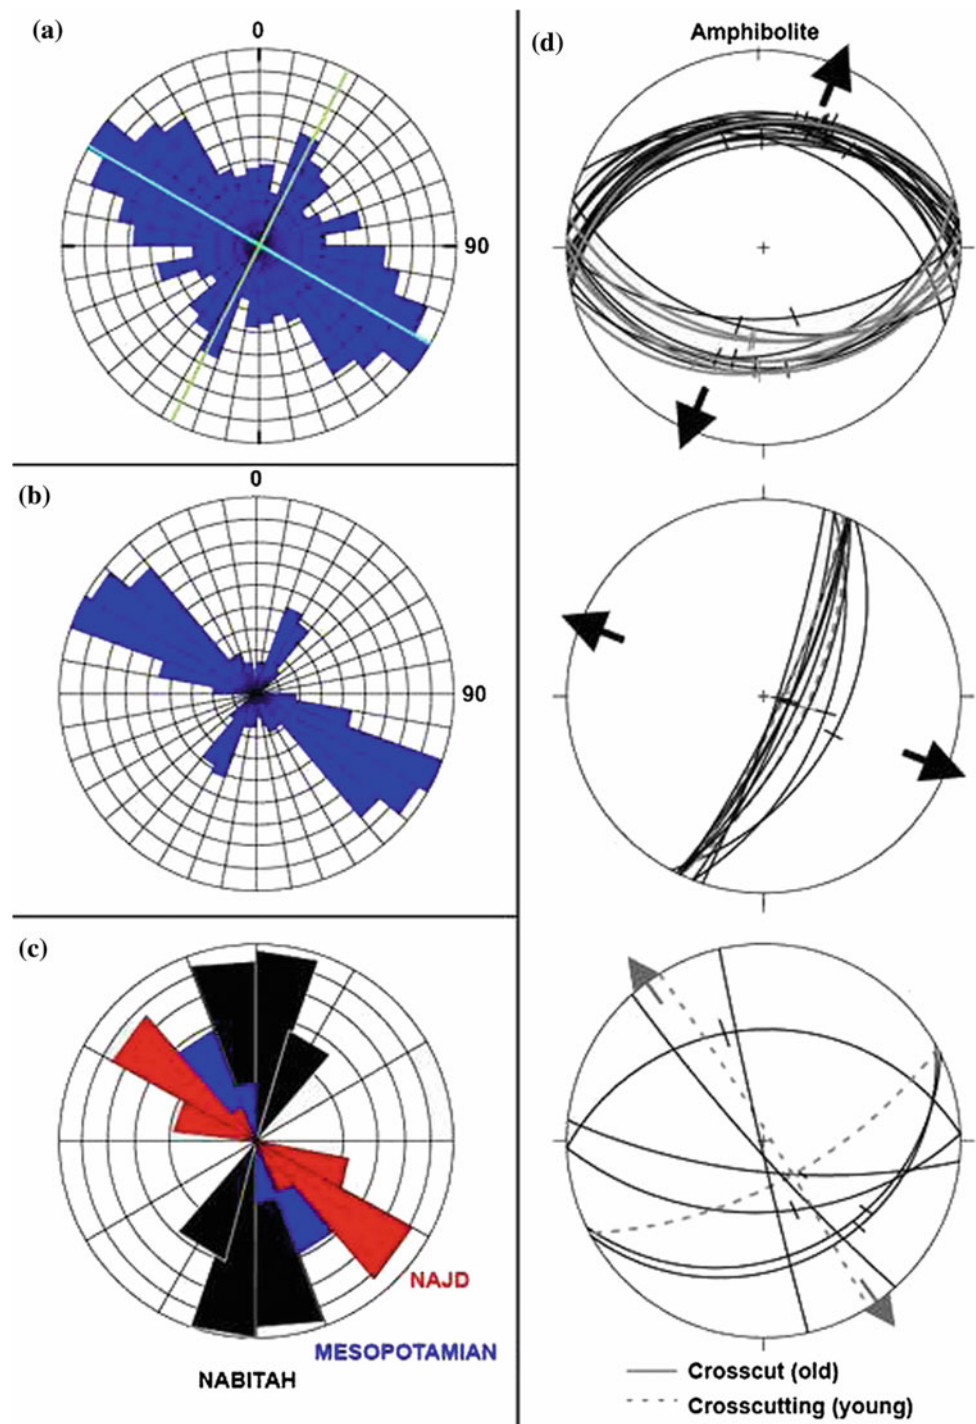 (a)
0
90
(b)
0
90
(c)
NAJD
MESOPOTAMIAN
NABITAH
(d)
Amphibolite
Crosscut (old)
Crosscutting (young)